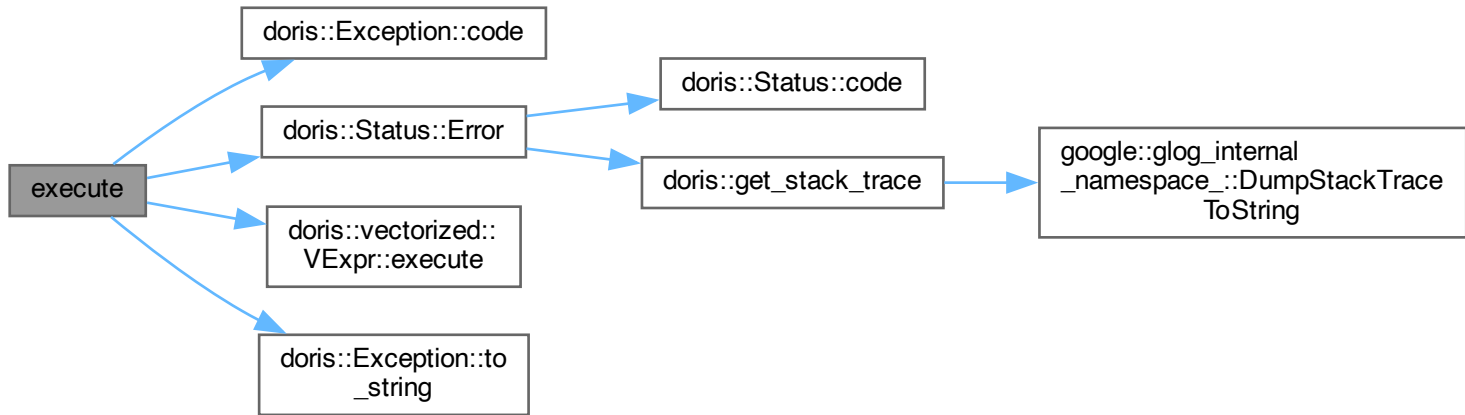 doris::Exception::code
doris::Status::Error
doris::Status::code
execute
doris::get_stack_trace
google::glog_internal
_namespace_::DumpStackTrace
ToString
doris::vectorized::
VExpr::execute
doris::Exception::to
_string